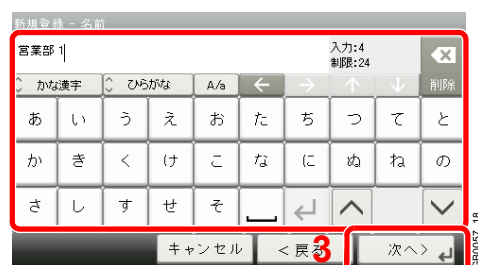 新規登録 - 名前
営業部 1
入力:4
制限:24
かな漢字 ひらがな A/a ← → ↑ ↓ 削除
あ い う え お た ち つ て と
か き く け こ な に ぬ ね の
さ し す せ そ
キャンセル < 戻る 3 次へ >
GB0057_18